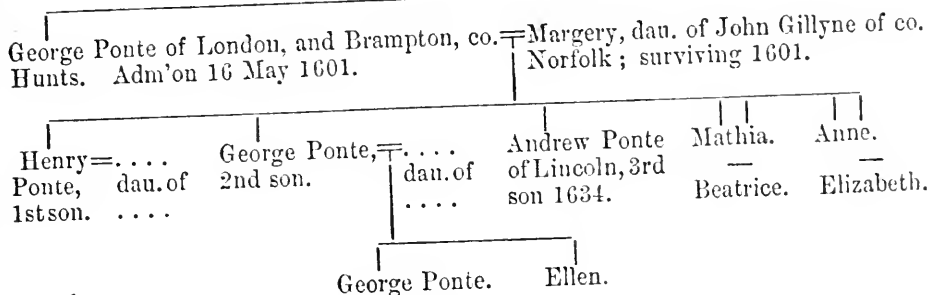 George Ponte of London, and Brampton, co. = Margery, dau. of John Gillyne of co.
Hunts. Adm'on 16 May 1601. Norfolk; surviving 1601.
Henry = . . . . George Ponte, = . . . . Andrew Ponte Mathia. Anne.
Ponte, dau. of 2nd son. dau. of of Lincoln, 3rd — —
1st son. . . . . . . . . son 1634. Beatrice. Elizabeth.
George Ponte. Ellen.